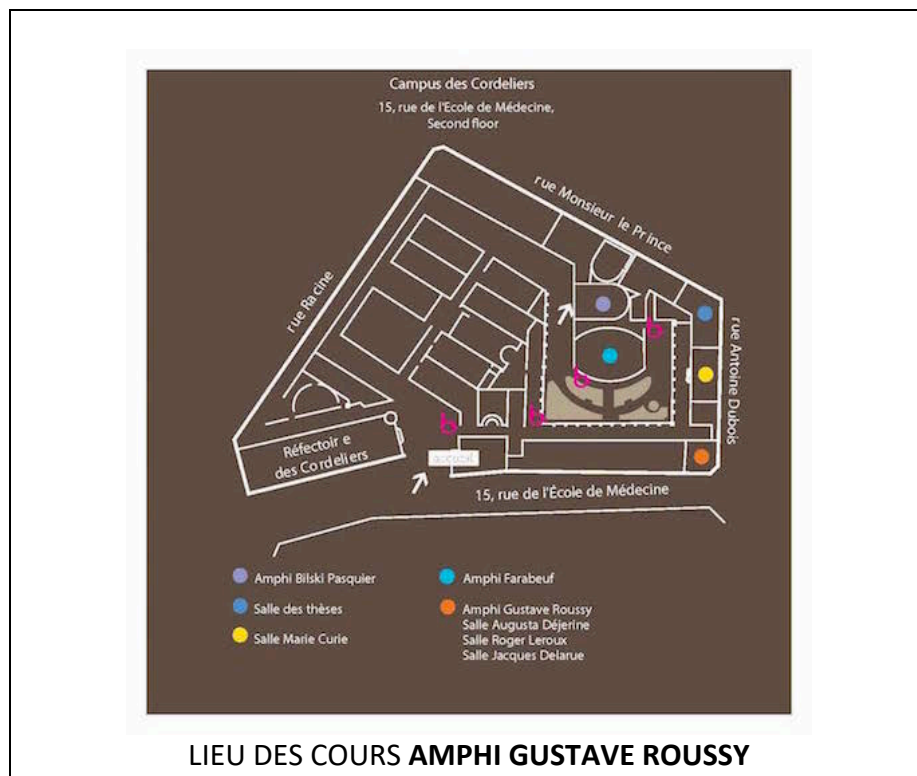 Campus des Cordeliers
15, rue de l'Ecole de Médecine,
Second floor
rue Monsieur le Prince
rue Racine
rue Antoine Dubois
Réfectoir e
des Cordeliers
accueil
15, rue de l'École de Médecine
Amphi Bilski Pasquier
Salle des thèses
Salle Marie Curie
Amphi Farabeuf
Amphi Gustave Roussy
Salle Augusta Déjerine
Salle Roger Leroux
Salle Jacques Delarue
LIEU DES COURS AMPHI GUSTAVE ROUSSY